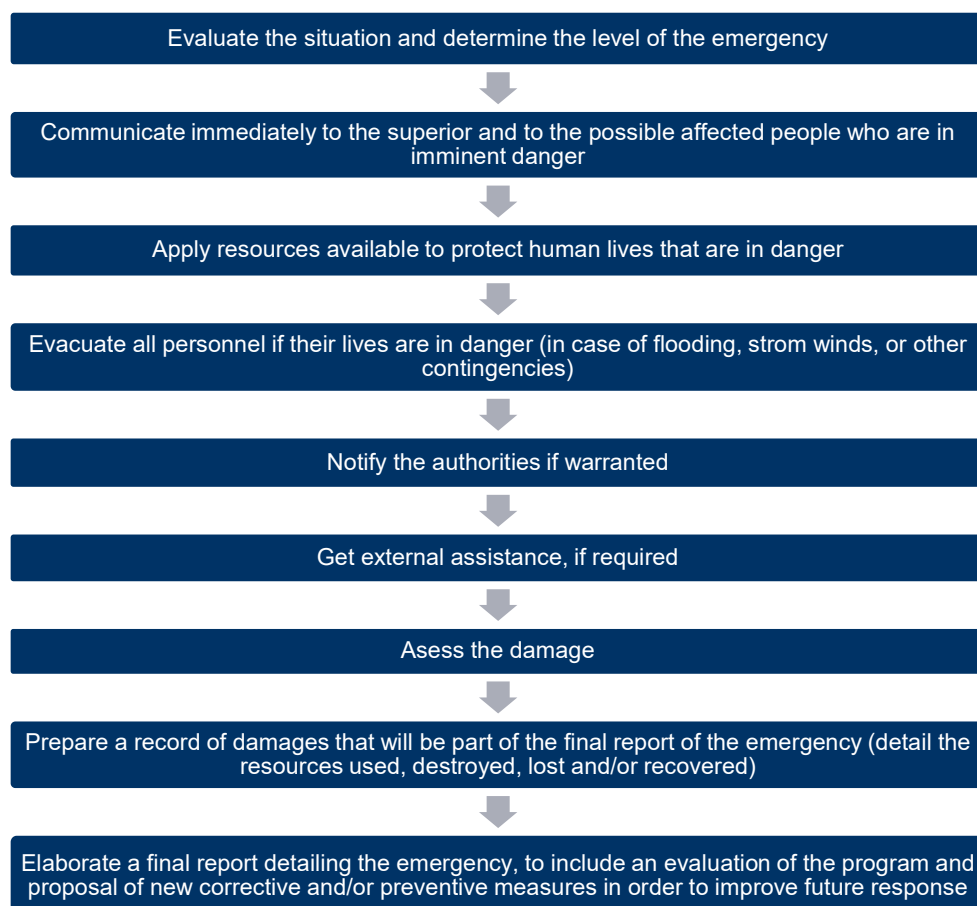 Evaluate the situation and determine the level of the emergency
Communicate immediately to the superior and to the possible affected people who are in
imminent danger
Apply resources available to protect human lives that are in danger
Evacuate all personnel if their lives are in danger (in case of flooding, strom winds, or other
contingencies)
Notify the authorities if warranted
Get external assistance, if required
Asess the damage
Prepare a record of damages that will be part of the final report of the emergency (detail the
resources used, destroyed, lost and/or recovered)
Elaborate a final report detailing the emergency, to include an evaluation of the program and
proposal of new corrective and/or preventive measures in order to improve future response